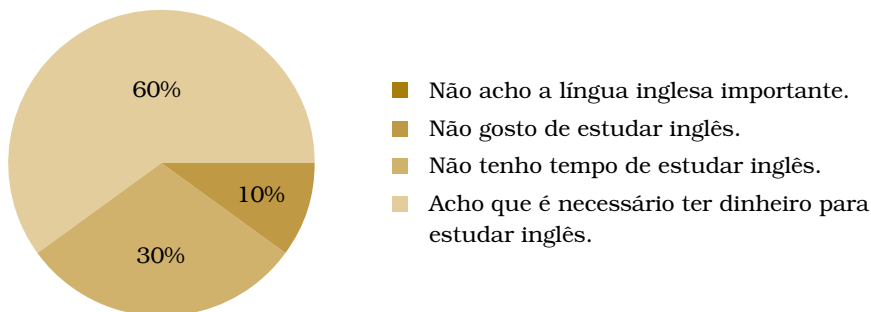 60%
10%
30%
Não acho a língua inglesa importante.
Não gosto de estudar inglês.
Não tenho tempo de estudar inglês.
Acho que é necessário ter dinheiro para
estudar inglês.